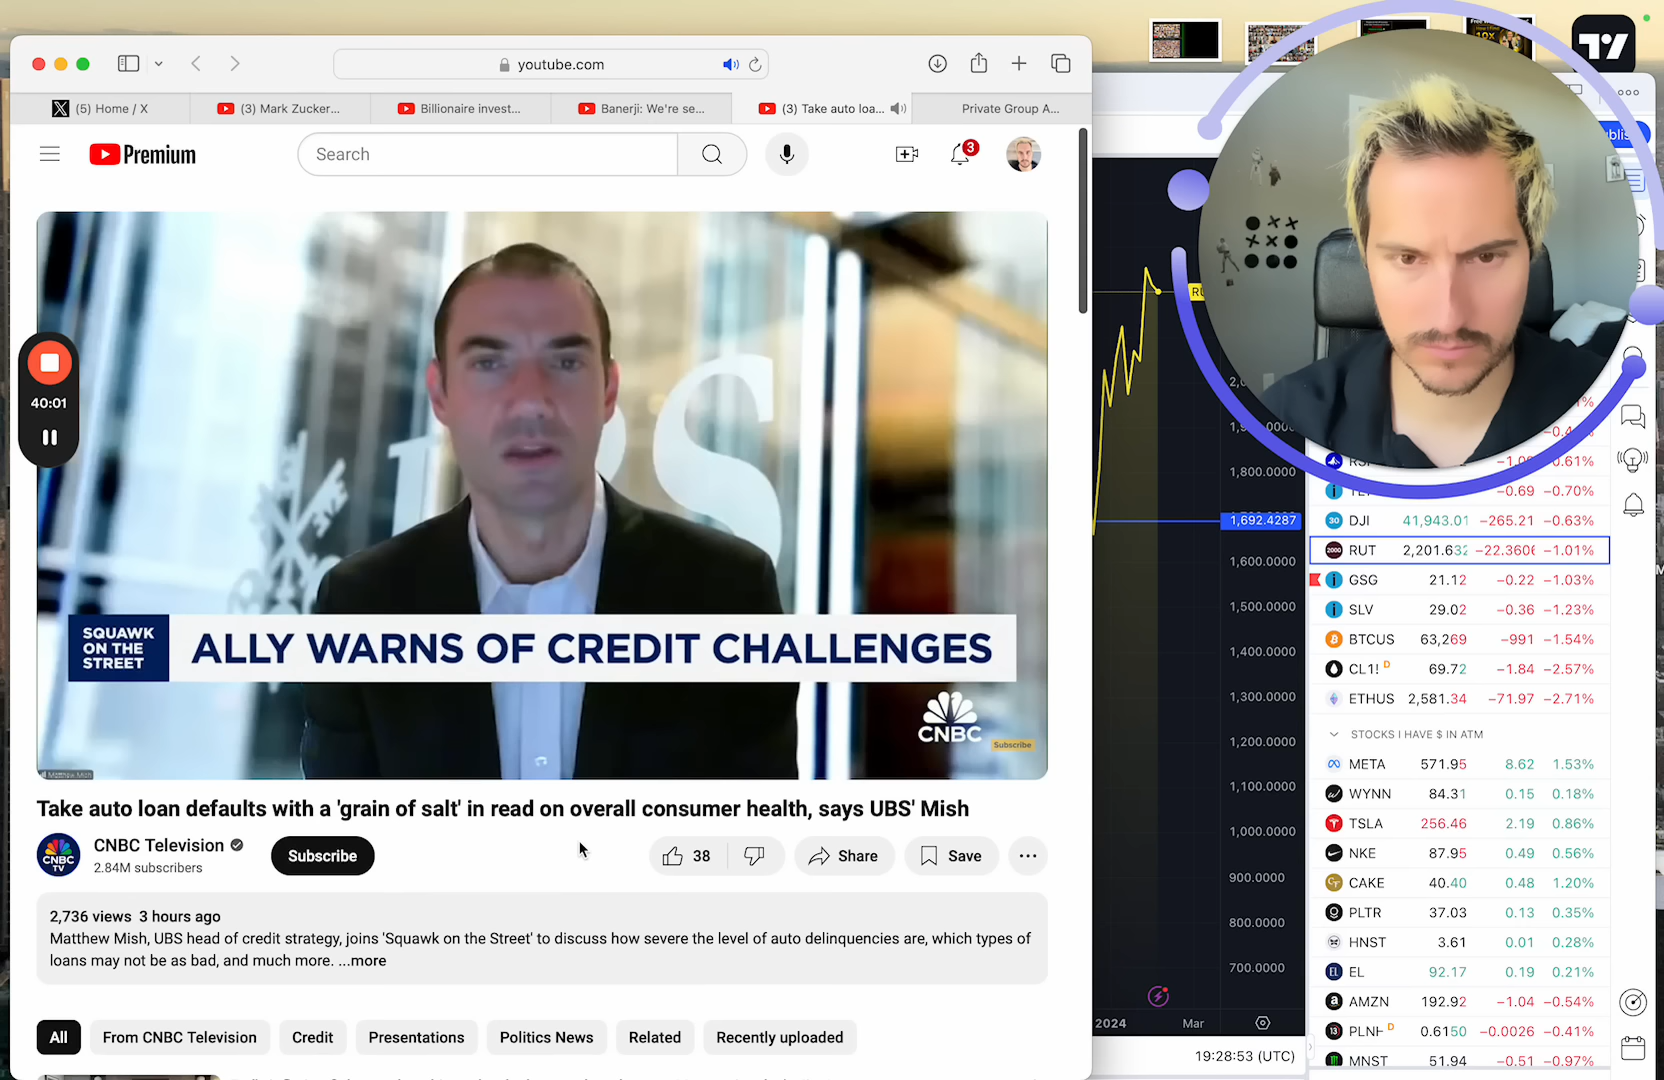 youtube.com
(5) Home / X
(3) Mark Zucker...
Billionaire invest...
Banerji: We're se...
(3) Take auto loa...
Private Group A...
Premium
Search
3
40:01
SQUAWK
ON THE
STREET
ALLY WARNS OF CREDIT CHALLENGES
CNBC
Subscribe
Matthew Mish
Take auto loan defaults with a 'grain of salt' in read on overall consumer health, says UBS' Mish
CNBC Television
2.84M subscribers
Subscribe
38
Share
Save
2,736 views 3 hours ago
Matthew Mish, UBS head of credit strategy, joins 'Squawk on the Street' to discuss how severe the level of auto delinquencies are, which types of
loans may not be as bad, and much more. ...more
All
From CNBC Television
Credit
Presentations
Politics News
Related
Recently uploaded
1,800.0000
1,692.4287
1,600.0000
1,500.0000
1,400.0000
1,300.0000
1,200.0000
1,100.0000
1,000.0000
900.0000
800.0000
700.0000
2024
Mar
19:28:53 (UTC)
−0.61%
−0.69 −0.70%
DJI 41,943.01 −265.21 −0.63%
RUT 2,201.632 −22.3606 −1.01%
GSG 21.12 −0.22 −1.03%
SLV 29.02 −0.36 −1.23%
BTCUS 63,269 −991 −1.54%
CL1! D 69.72 −1.84 −2.57%
ETHUS 2,581.34 −71.97 −2.71%
STOCKS I HAVE $ IN ATM
META 571.95 8.62 1.53%
WYNN 84.31 0.15 0.18%
TSLA 256.46 2.19 0.86%
NKE 87.95 0.49 0.56%
CAKE 40.40 0.48 1.20%
PLTR 37.03 0.13 0.35%
HNST 3.61 0.01 0.28%
EL 92.17 0.19 0.21%
AMZN 192.92 −1.04 −0.54%
PLNH D 0.6150 −0.0026 −0.41%
MNST 51.94 −0.51 −0.97%